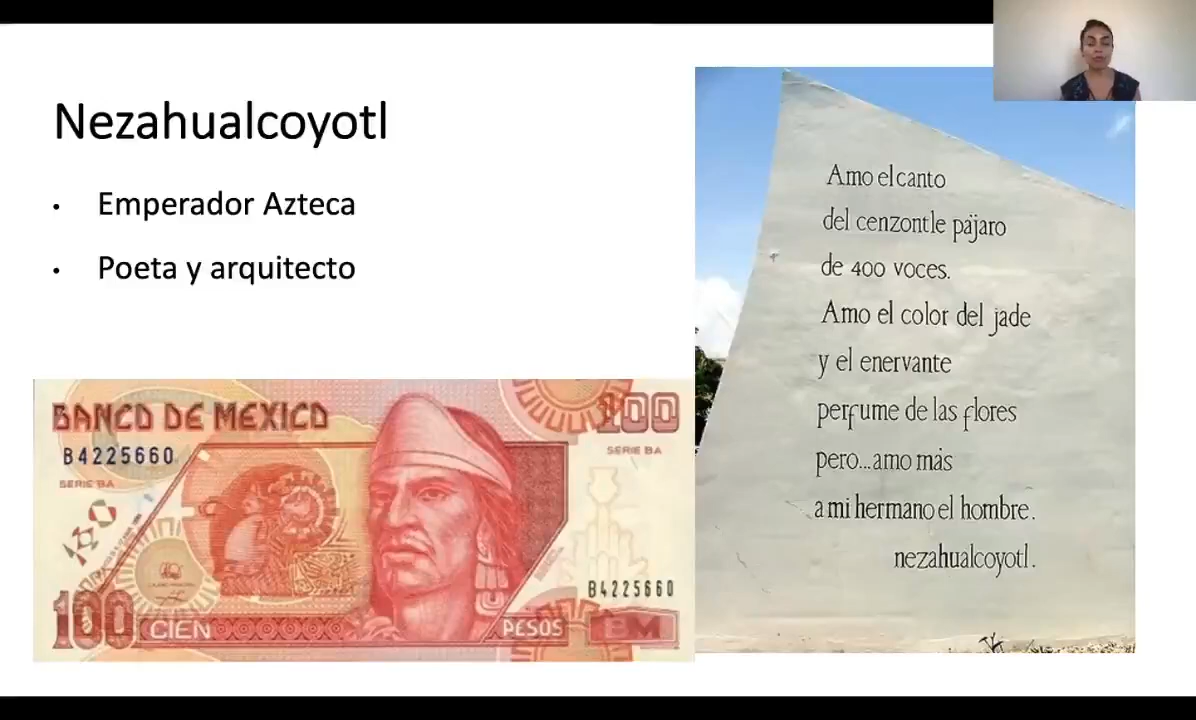 Nezahualcoyotl
• Emperador Azteca
• Poeta y arquitecto
BANCO DE MEXICO
B4225660
SERIE BA
100
SERIE BA
100
CIEN
B4225660
PESOS
BM
Amo el canto
del cenzontle pájaro
de 400 voces.
Amo el color del jade
y el enervante
perfume de las flores
pero...amo más
a mi hermano el hombre.
nezahualcoyotl.